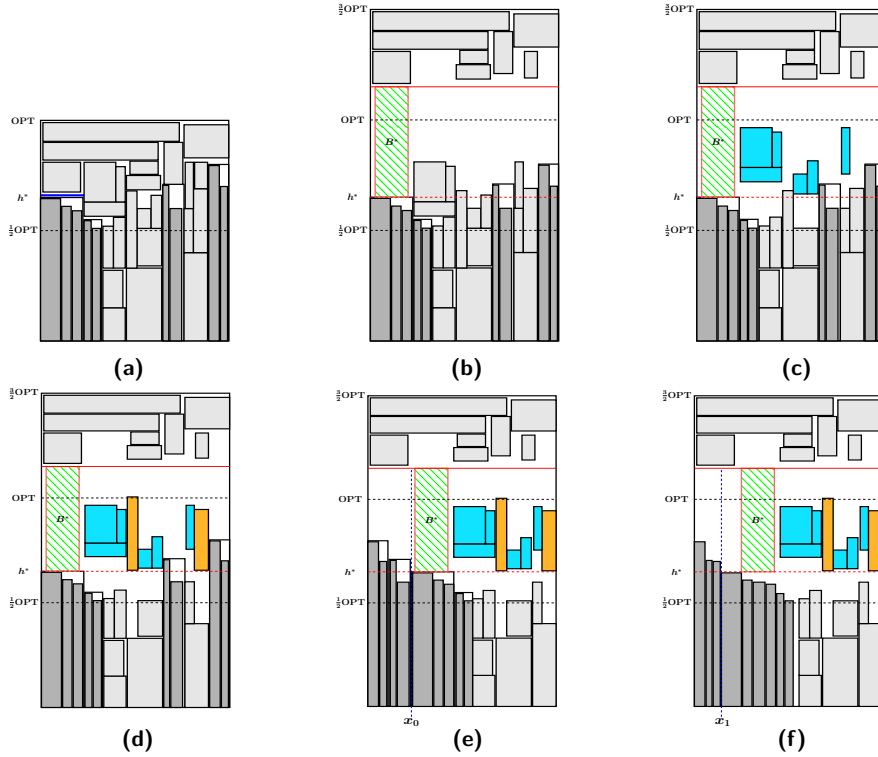 3/2OPT
3/2OPT
B*
OPT
h*
1/2OPT
(a)
OPT
B*
h*
1/2OPT
(b)
OPT
B*
h*
1/2OPT
(c)
3/2OPT
OPT
B*
h*
1/2OPT
(d)
3/2OPT
OPT
B*
h*
1/2OPT
x₀
(e)
3/2OPT
OPT
B*
h*
1/2OPT
x₁
(f)